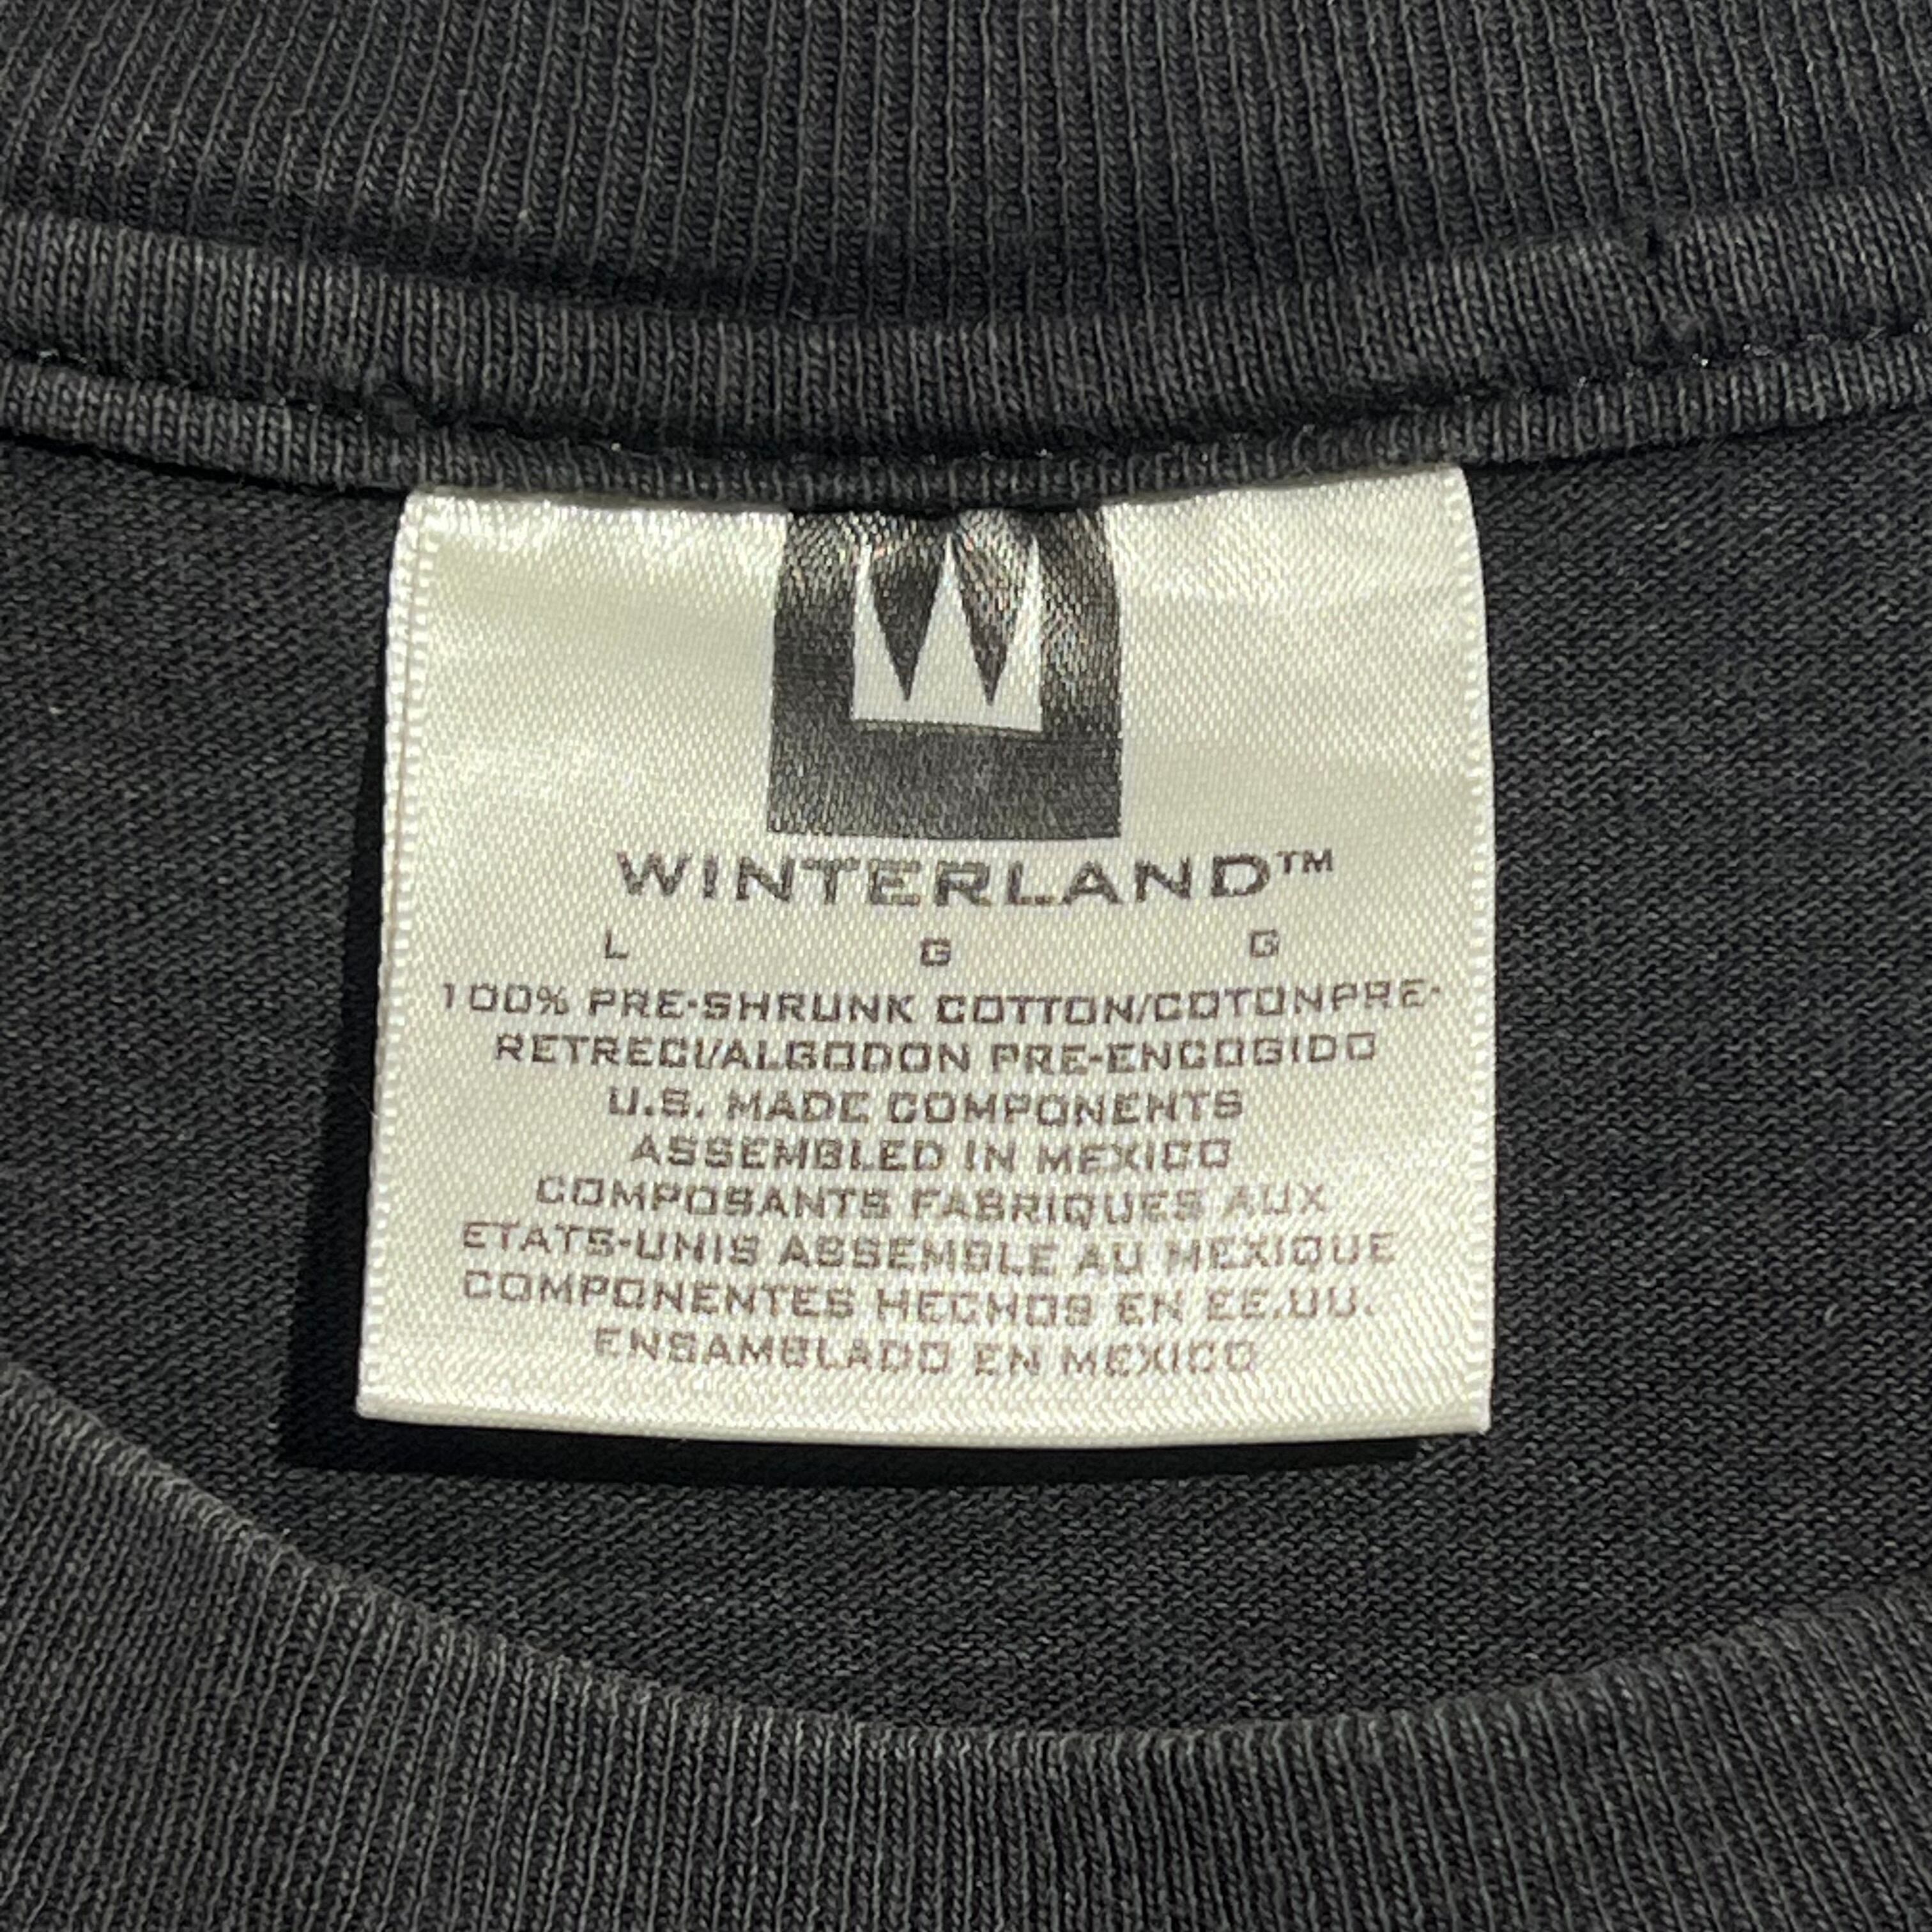 W
WINTERLAND™
L G G
100% PRE-SHRUNK COTTON/COTONPRE-
RETRECI/ALGODON PRE-ENCOGIDO
U.S. MADE COMPONENTS
ASSEMBLED IN MEXICO
COMPOSANTS FABRIQUES AUX
ETATS-UNIS ASSEMBLE AU MEXIQUE
COMPONENTES HECHOS EN EE.UU.
ENSAMBLADO EN MEXICO